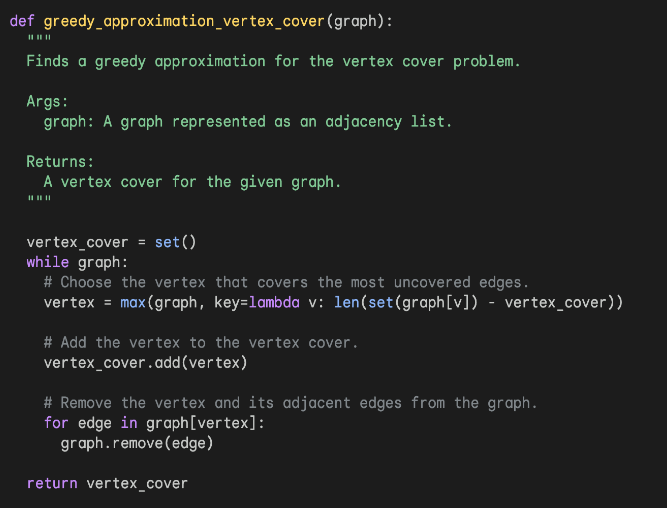 def greedy_approximation_vertex_cover(graph):
  """
  Finds a greedy approximation for the vertex cover problem.

  Args:
    graph: A graph represented as an adjacency list.

  Returns:
    A vertex cover for the given graph.
  """

  vertex_cover = set()
  while graph:
    # Choose the vertex that covers the most uncovered edges.
    vertex = max(graph, key=lambda v: len(set(graph[v]) - vertex_cover))

    # Add the vertex to the vertex cover.
    vertex_cover.add(vertex)

    # Remove the vertex and its adjacent edges from the graph.
    for edge in graph[vertex]:
      graph.remove(edge)

  return vertex_cover